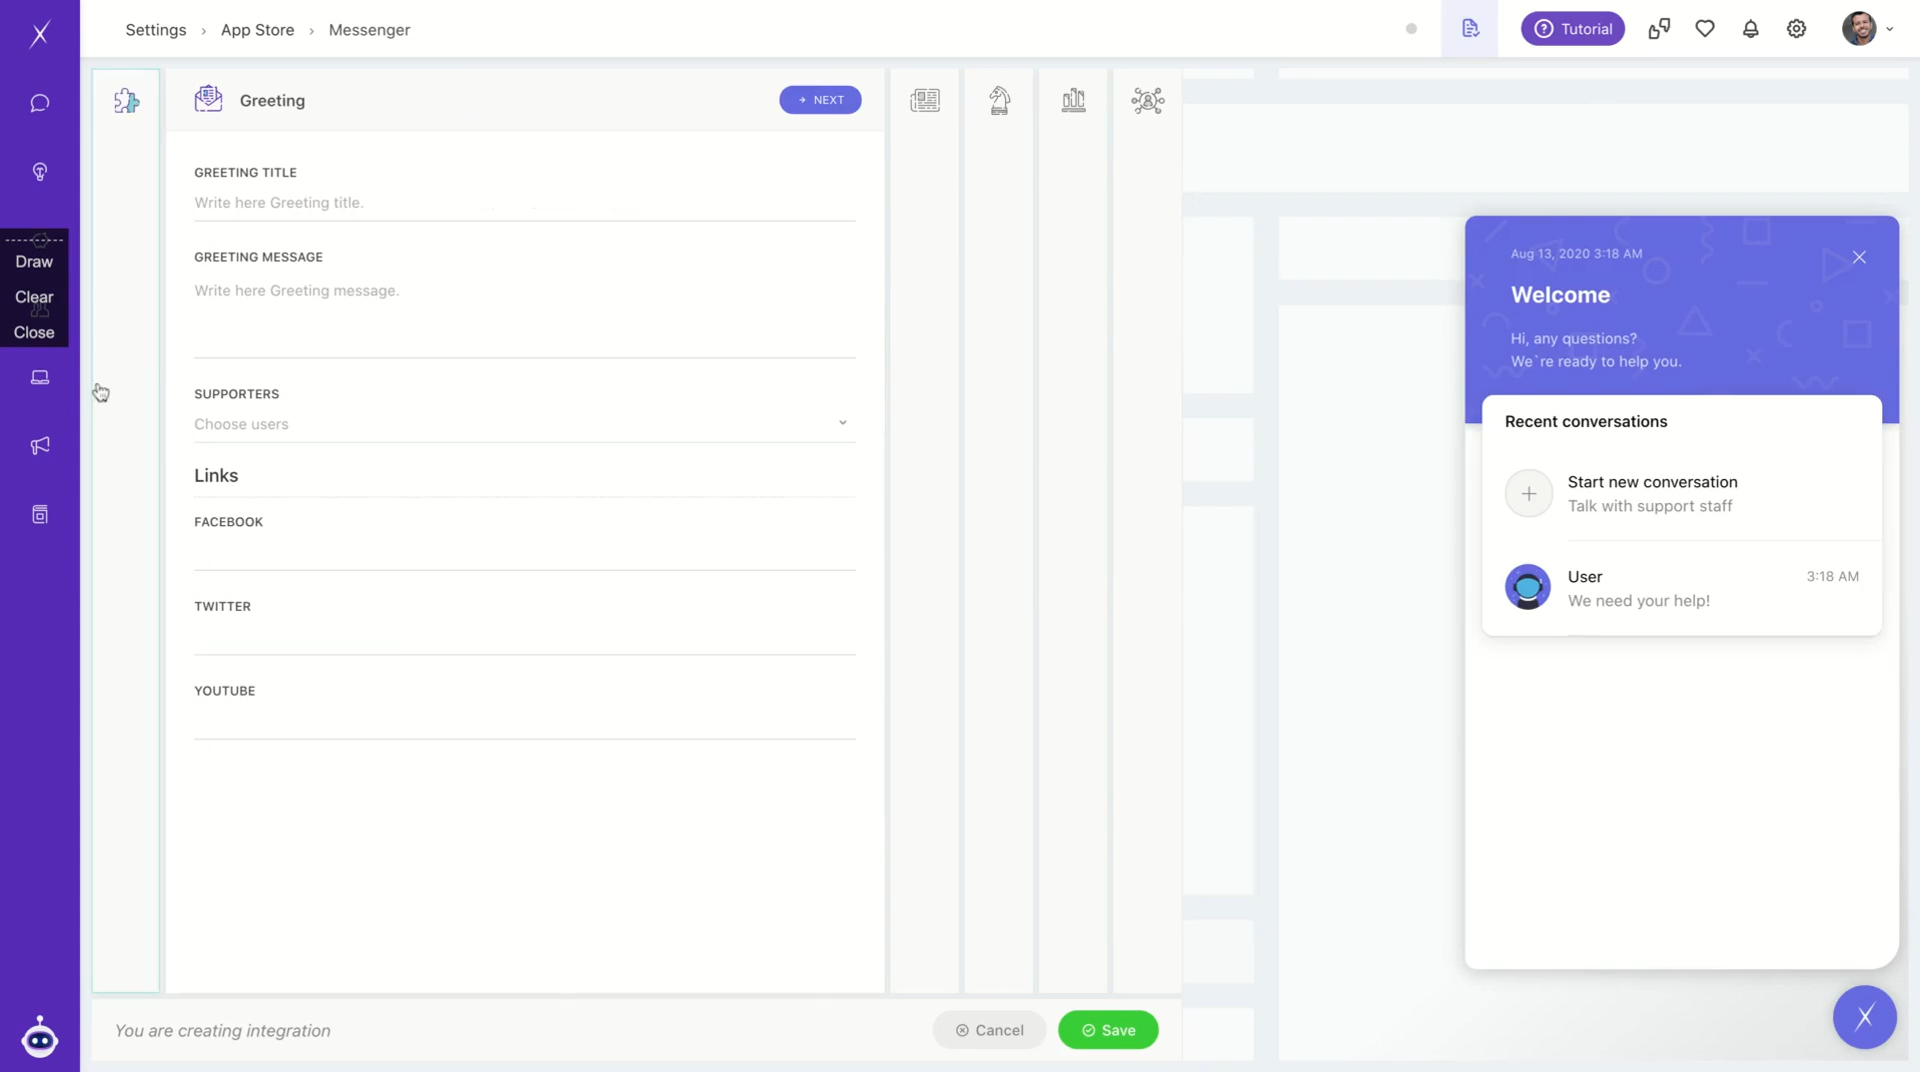 Settings › App Store › Messenger
Tutorial
Greeting
NEXT
GREETING TITLE
Write here Greeting title.
GREETING MESSAGE
Write here Greeting message.
SUPPORTERS
Choose users
Links
FACEBOOK
TWITTER
YOUTUBE
You are creating integration
Cancel
Save
Draw
Clear
Close
Aug 13, 2020 3:18 AM
Welcome
Hi, any questions?
We`re ready to help you.
Recent conversations
Start new conversation
Talk with support staff
User 3:18 AM
We need your help!